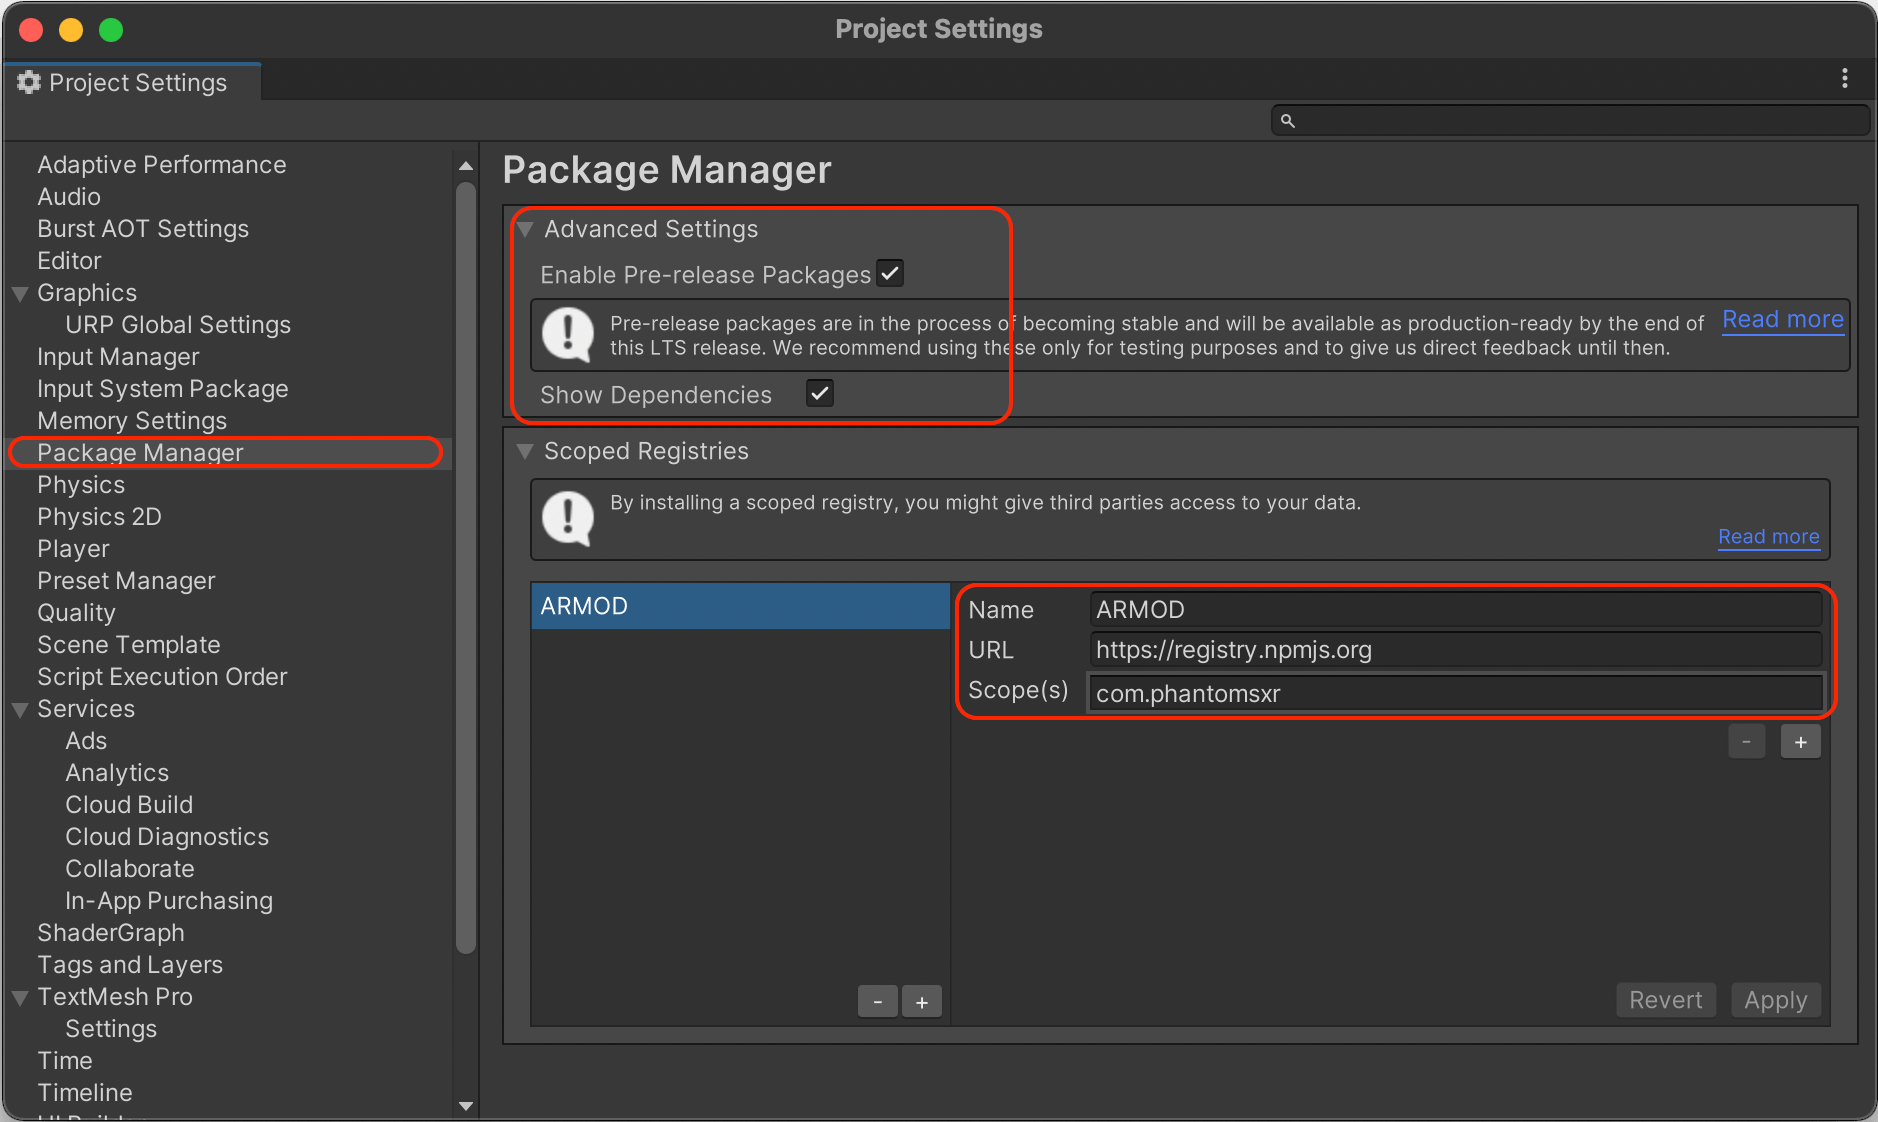 Project Settings
Project Settings
Adaptive Performance
Audio
Burst AOT Settings
Editor
Graphics
URP Global Settings
Input Manager
Input System Package
Memory Settings
Package Manager
Physics
Physics 2D
Player
Preset Manager
Quality
Scene Template
Script Execution Order
Services
Ads
Analytics
Cloud Build
Cloud Diagnostics
Collaborate
In-App Purchasing
ShaderGraph
Tags and Layers
TextMesh Pro
Settings
Time
Timeline
Package Manager
Advanced Settings
Enable Pre-release Packages
Pre-release packages are in the process of becoming stable and will be available as production-ready by the end of
this LTS release. We recommend using these only for testing purposes and to give us direct feedback until then.
Read more
Show Dependencies
Scoped Registries
By installing a scoped registry, you might give third parties access to your data.
Read more
ARMOD
Name ARMOD
URL https://registry.npmjs.org
Scope(s) com.phantomsxr
- +
- +
Revert Apply